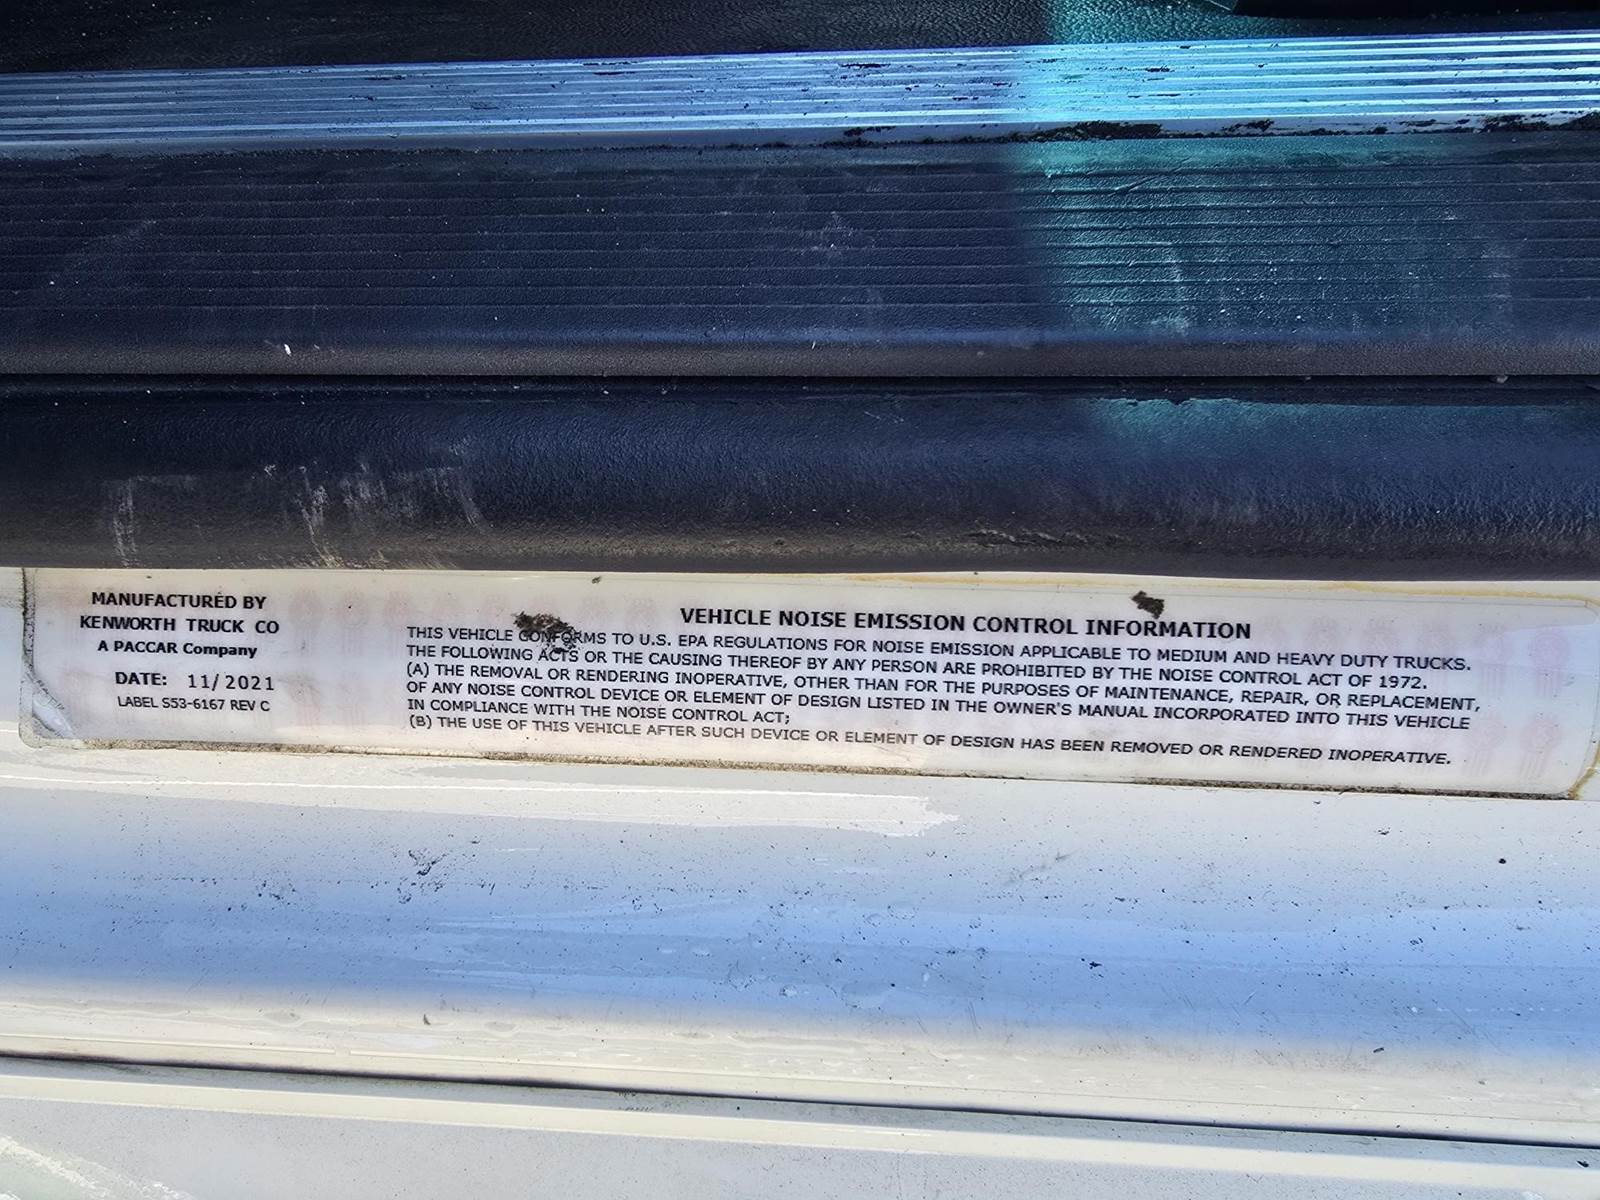 MANUFACTURED BY
KENWORTH TRUCK CO
A PACCAR Company
DATE: 11/2021
LABEL S53-6167 REV C
VEHICLE NOISE EMISSION CONTROL INFORMATION
THIS VEHICLE CONFORMS TO U.S. EPA REGULATIONS FOR NOISE EMISSION APPLICABLE TO MEDIUM AND HEAVY DUTY TRUCKS.
THE FOLLOWING ACTS OR THE CAUSING THEREOF BY ANY PERSON ARE PROHIBITED BY THE NOISE CONTROL ACT OF 1972.
(A) THE REMOVAL OR RENDERING INOPERATIVE, OTHER THAN FOR THE PURPOSES OF MAINTENANCE, REPAIR, OR REPLACEMENT,
OF ANY NOISE CONTROL DEVICE OR ELEMENT OF DESIGN LISTED IN THE OWNER'S MANUAL INCORPORATED INTO THIS VEHICLE
IN COMPLIANCE WITH THE NOISE CONTROL ACT;
(B) THE USE OF THIS VEHICLE AFTER SUCH DEVICE OR ELEMENT OF DESIGN HAS BEEN REMOVED OR RENDERED INOPERATIVE.